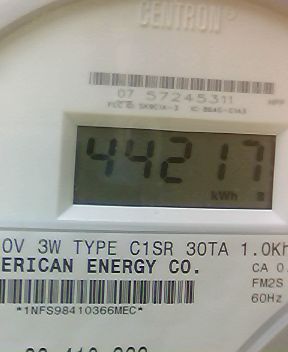 CENTRON®
07 57245311
44217
kWh
0V 3W TYPE C1SR 30TA 1.0Kh
ERICAN ENERGY CO.
CA 0.
FM2S
60Hz
*1NFS98410366MEC*